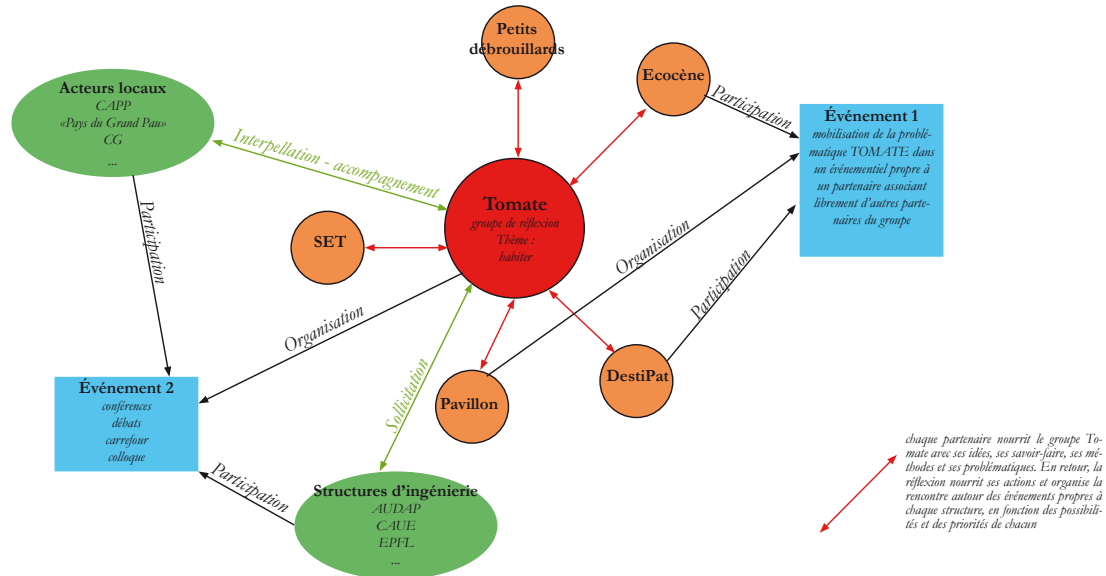 Petits
débrouillards
Ecocène
Participation
Événement 1
mobilisation de la problé-
matique TOMATE dans
un événementiel propre à
un partenaire associant
librement d'autres parte-
naires du groupe
Acteurs locaux
CAPP
«Pays du Grand Pau»
CG
...
Interpellation - accompagnement
Tomate
groupe de réflexion
Thème :
habiter
SET
Participation
Organisation
Organisation
Participation
DestiPat
Pavillon
Sollicitation
Événement 2
conférences
débats
carrefour
colloque
Participation
Structures d'ingénierie
AUDAP
CAUE
EPFL
...
chaque partenaire nourrit le groupe To-
mate avec ses idées, ses savoir-faire, ses mé-
thodes et ses problématiques. En retour, la
réflexion nourrit ses actions et organise la
rencontre autour des événements propres à
chaque structure, en fonction des possibili-
tés et des priorités de chacun